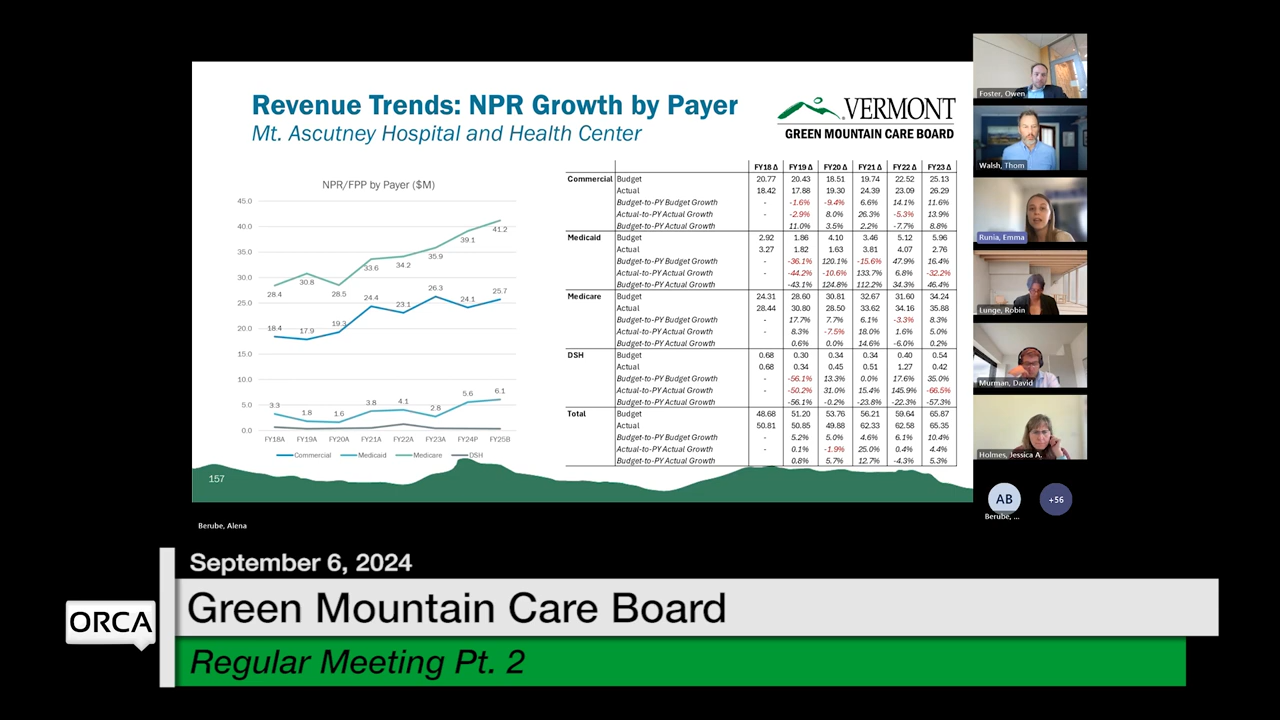 Revenue Trends: NPR Growth by Payer
Mt. Ascutney Hospital and Health Center
VERMONT
GREEN MOUNTAIN CARE BOARD
NPR/FPP by Payer ($M)
45.0
40.0
35.0
30.0
25.0
20.0
15.0
10.0
5.0
0.0
28.4 30.8 28.5 33.6 34.2 35.9 39.1 41.2
18.4 17.9 19.3 24.4 23.1 26.3 24.1 25.7
3.3 1.8 1.6 3.8 4.1 2.8 5.6 6.1
FY18A FY19A FY20A FY21A FY22A FY23A FY24P FY25B
Commercial Medicaid Medicare DSH
FY18 Δ FY19 Δ FY20 Δ FY21 Δ FY22 Δ FY23 Δ
Commercial Budget 20.77 20.43 18.51 19.74 22.52 25.13
Actual 18.42 17.88 19.30 24.39 23.09 26.29
Budget-to-PY Budget Growth - -1.6% -9.4% 6.6% 14.1% 11.6%
Actual-to-PY Actual Growth - -2.9% 8.0% 26.3% -5.3% 13.9%
Budget-to-PY Actual Growth 11.0% 3.5% 2.2% -7.7% 8.8%
Medicaid Budget 2.92 1.86 4.10 3.46 5.12 5.96
Actual 3.27 1.82 1.63 3.81 4.07 2.76
Budget-to-PY Budget Growth - -36.1% 120.1% -15.6% 47.9% 16.4%
Actual-to-PY Actual Growth - -44.2% -10.6% 133.7% 6.8% -32.2%
Budget-to-PY Actual Growth -43.1% 124.8% 112.2% 34.3% 46.4%
Medicare Budget 24.31 28.60 30.81 32.67 31.60 34.24
Actual 28.44 30.80 28.50 33.62 34.16 35.88
Budget-to-PY Budget Growth - 17.7% 7.7% 6.1% -3.3% 8.3%
Actual-to-PY Actual Growth - 8.3% -7.5% 18.0% 1.6% 5.0%
Budget-to-PY Actual Growth 0.6% 0.0% 14.6% -6.0% 0.2%
DSH Budget 0.68 0.30 0.34 0.34 0.40 0.54
Actual 0.68 0.34 0.45 0.51 1.27 0.42
Budget-to-PY Budget Growth - -56.1% 13.3% 0.0% 17.6% 35.0%
Actual-to-PY Actual Growth - -50.2% 31.0% 15.4% 145.9% -66.5%
Budget-to-PY Actual Growth -56.1% -0.2% -23.8% -22.3% -57.3%
Total Budget 48.68 51.20 53.76 56.21 59.64 65.87
Actual 50.81 50.85 49.88 62.33 62.58 65.35
Budget-to-PY Budget Growth - 5.2% 5.0% 4.6% 6.1% 10.4%
Actual-to-PY Actual Growth - 0.1% -1.9% 25.0% 0.4% 4.4%
Budget-to-PY Actual Growth 0.8% 5.7% 12.7% -4.3% 5.3%
157
Foster, Owen
Walsh, Thom
Runia, Emma
Lunge, Robin
Murman, David
Holmes, Jessica A.
AB
Berube, ...
+56
Berube, Alena
September 6, 2024
ORCA
Green Mountain Care Board
Regular Meeting Pt. 2